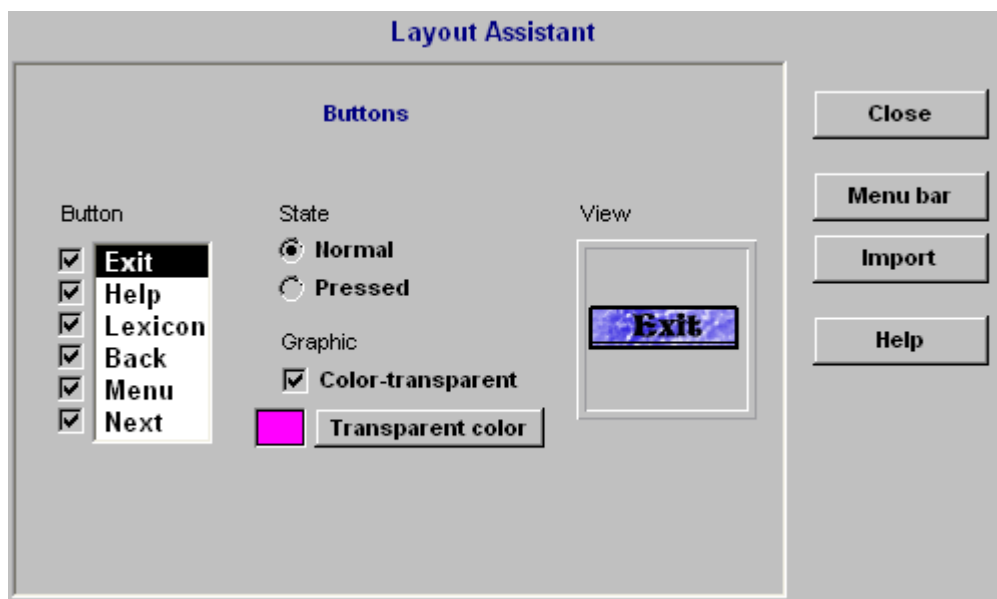 Layout Assistant
Buttons
Close
Menu bar
Import
Help
Button
Exit
Help
Lexicon
Back
Menu
Next
State
Normal
Pressed
Graphic
Color-transparent
Transparent color
View
Exit